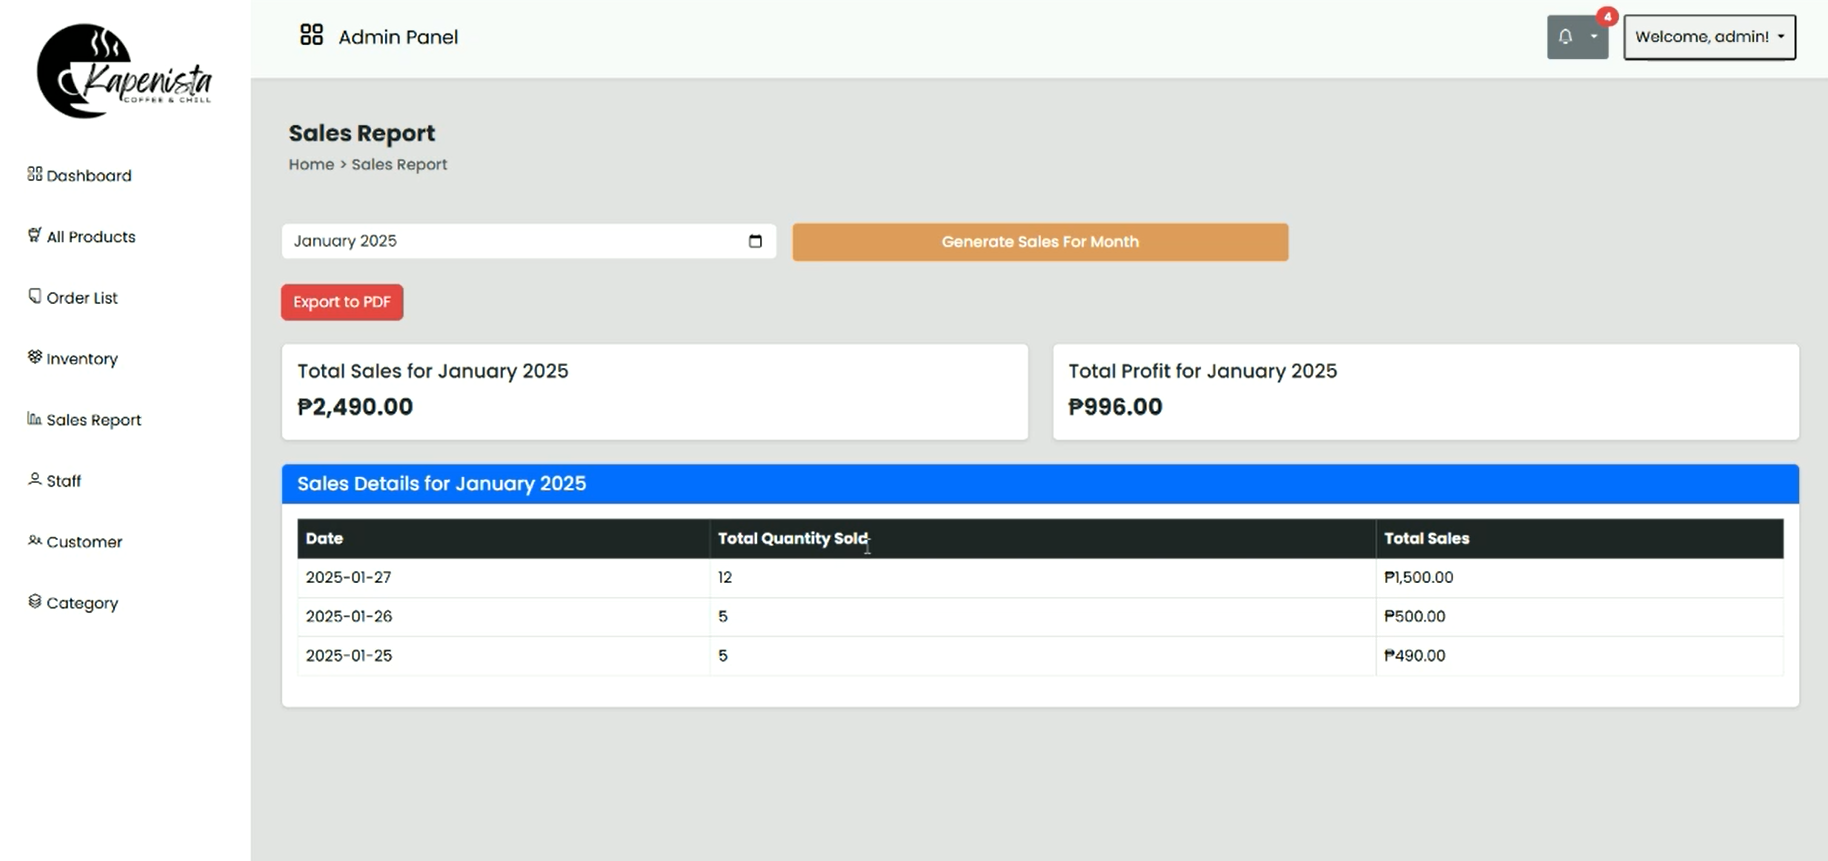 Kapenista
COFFEE & CHILL
Admin Panel
4
Welcome, admin!
Dashboard
All Products
Order List
Inventory
Sales Report
Staff
Customer
Category
Sales Report
Home > Sales Report
January 2025
Generate Sales For Month
Export to PDF
Total Sales for January 2025
₱2,490.00
Total Profit for January 2025
₱996.00
Sales Details for January 2025
Date Total Quantity Sold Total Sales
2025-01-27 12 ₱1,500.00
2025-01-26 5 ₱500.00
2025-01-25 5 ₱490.00